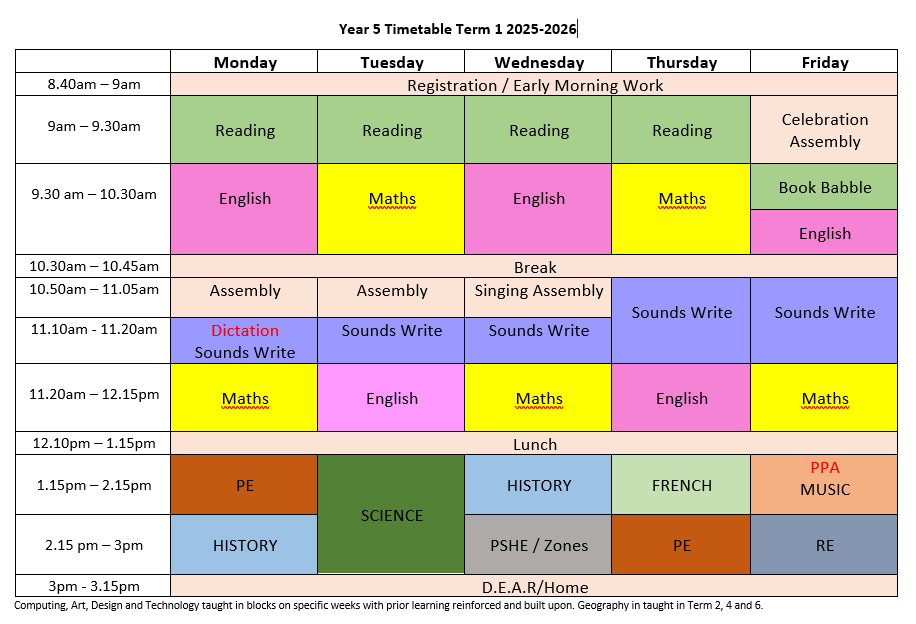 Year 5 Timetable Term 1 2025-2026
Monday Tuesday Wednesday Thursday Friday
8.40am – 9am Registration / Early Morning Work
9am – 9.30am Reading Reading Reading Reading Celebration
Assembly
9.30 am – 10.30am English Maths English Maths Book Babble
English
10.30am – 10.45am Break
10.50am – 11.05am Assembly Assembly Singing Assembly Sounds Write Sounds Write
11.10am - 11.20am Dictation Sounds Write Sounds Write
Sounds Write
11.20am – 12.15pm Maths English Maths English Maths
12.10pm – 1.15pm Lunch
1.15pm – 2.15pm PE SCIENCE HISTORY FRENCH PPA
MUSIC
2.15 pm – 3pm HISTORY PSHE / Zones PE RE
3pm - 3.15pm D.E.A.R/Home
Computing, Art, Design and Technology taught in blocks on specific weeks with prior learning reinforced and built upon. Geography in taught in Term 2, 4 and 6.